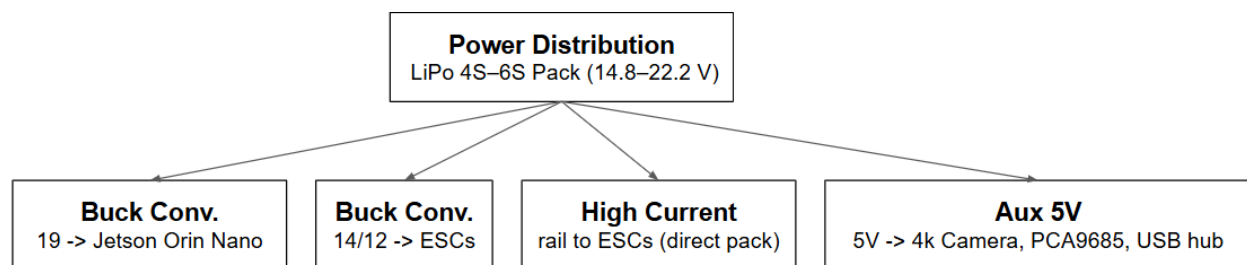 Power Distribution
LiPo 4S–6S Pack (14.8–22.2 V)
Buck Conv.
19 -> Jetson Orin Nano
Buck Conv.
14/12 -> ESCs
High Current
rail to ESCs (direct pack)
Aux 5V
5V -> 4k Camera, PCA9685, USB hub